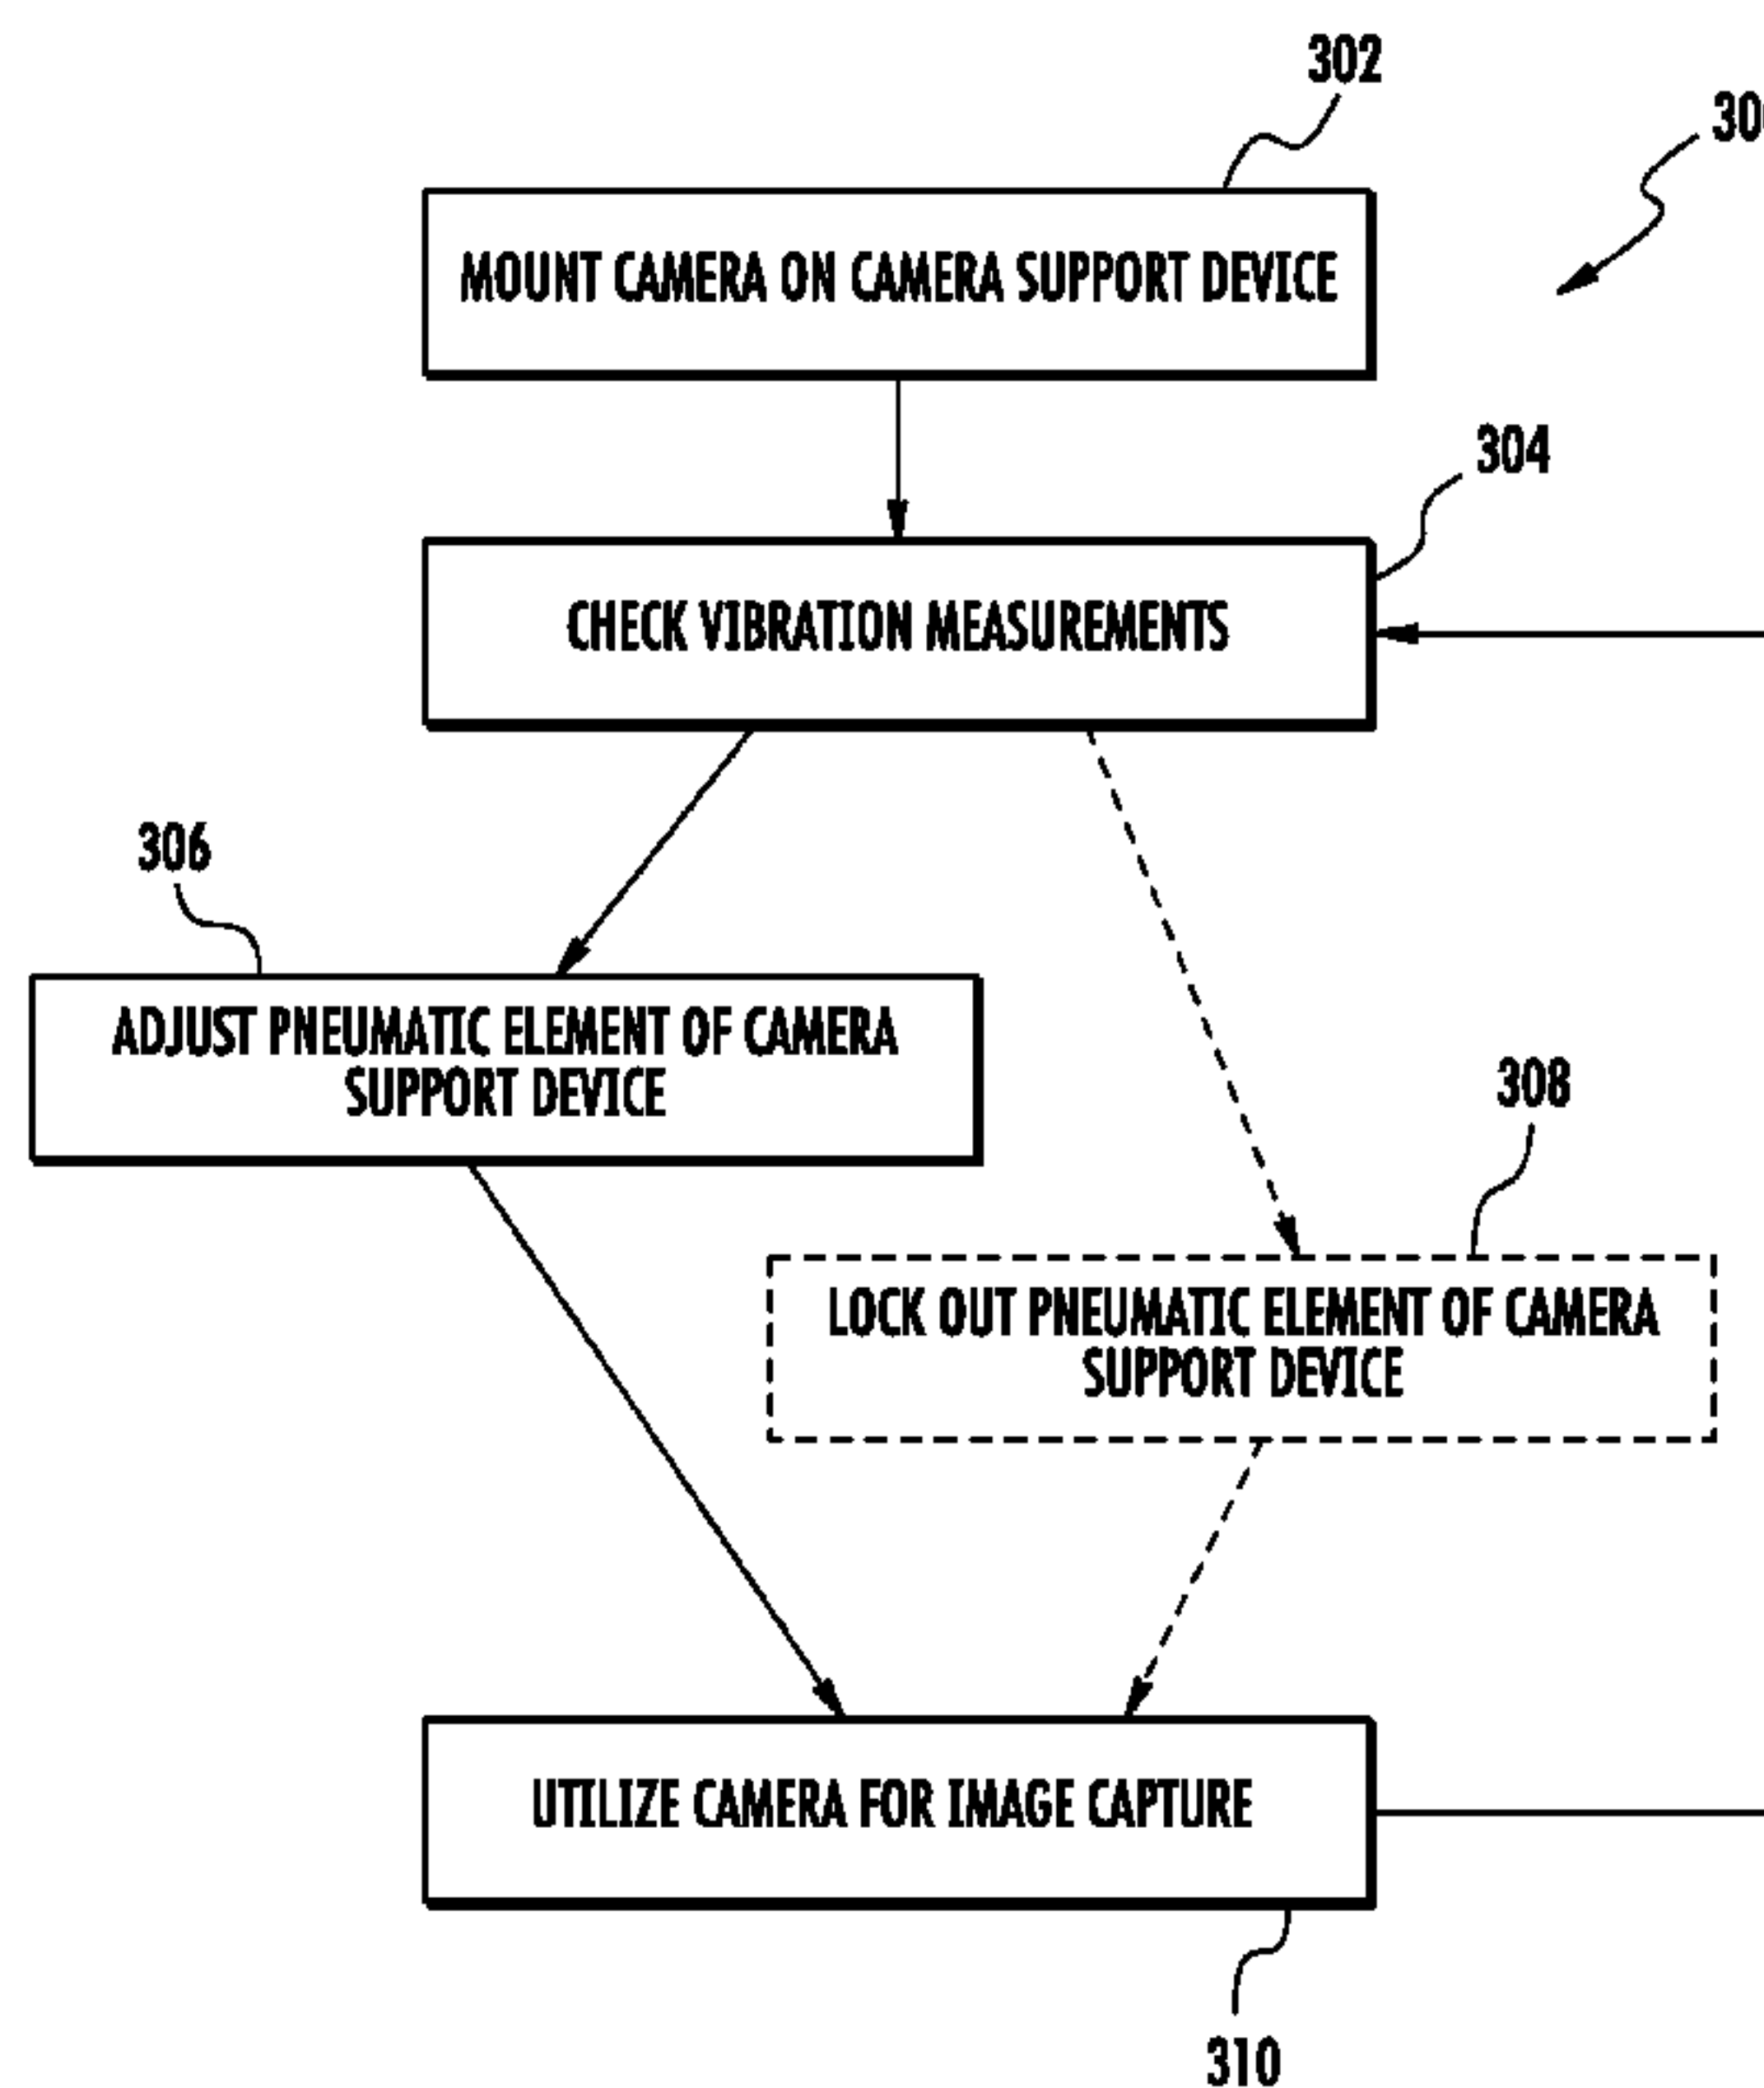 302
MOUNT CAMERA ON CAMERA SUPPORT DEVICE
304
CHECK VIBRATION MEASUREMENTS
306
ADJUST PNEUMATIC ELEMENT OF CAMERA
SUPPORT DEVICE
308
LOCK OUT PNEUMATIC ELEMENT OF CAMERA
SUPPORT DEVICE
UTILIZE CAMERA FOR IMAGE CAPTURE
310